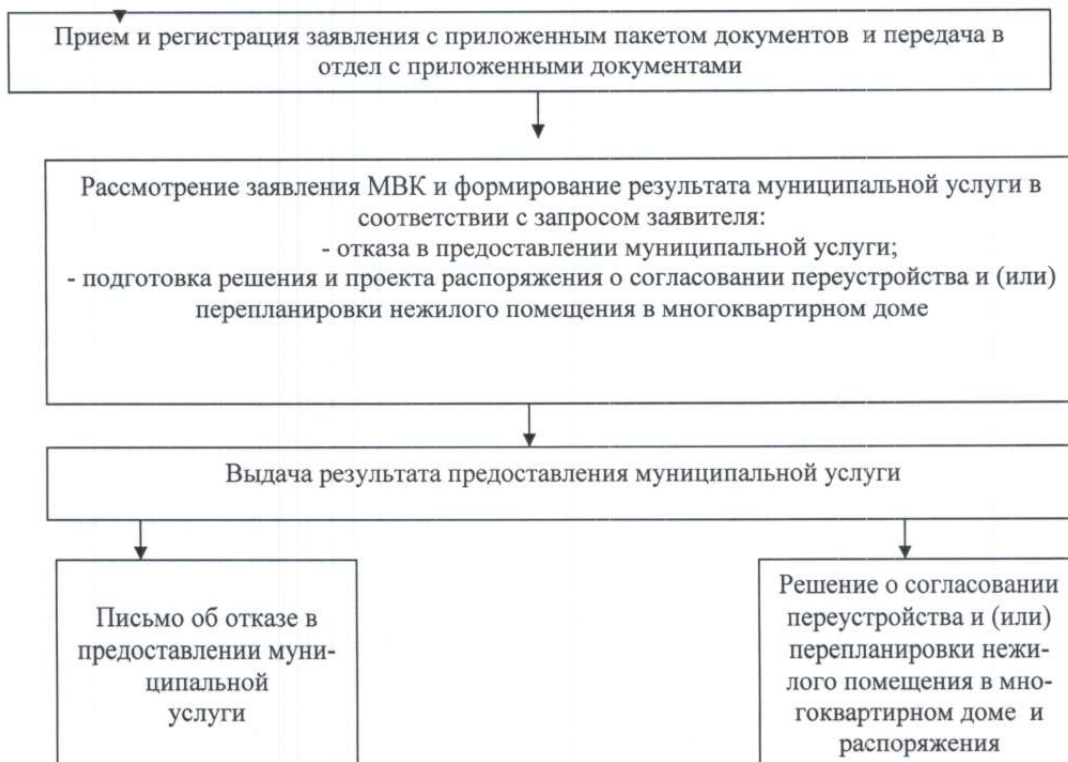 Прием и регистрация заявления с приложенным пакетом документов и передача в
отдел с приложенными документами
Рассмотрение заявления МВК и формирование результата муниципальной услуги в
соответствии с запросом заявителя:
- отказа в предоставлении муниципальной услуги;
- подготовка решения и проекта распоряжения о согласовании переустройства и (или)
перепланировки нежилого помещения в многоквартирном доме
Выдача результата предоставления муниципальной услуги
Письмо об отказе в
предоставлении муни-
ципальной
услуги
Решение о согласовании
переустройства и (или)
перепланировки нежи-
лого помещения в мно-
гоквартирном доме и
распоряжения